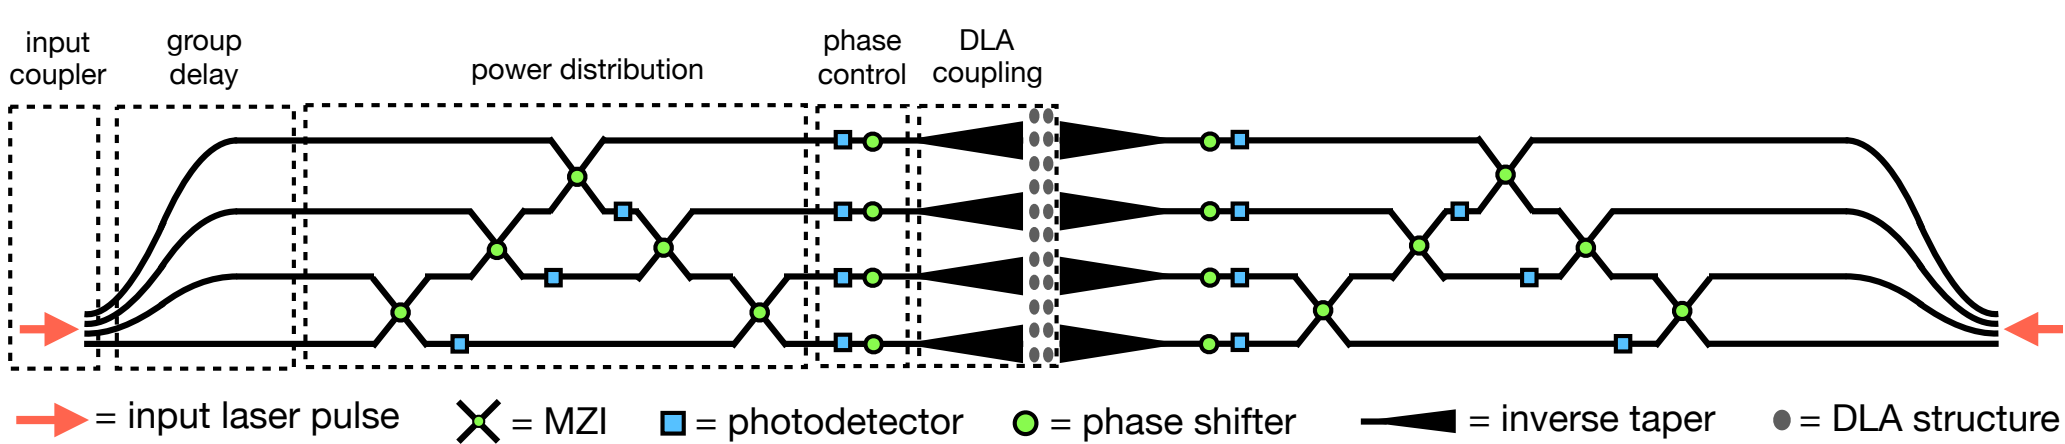 input
coupler
group
delay
power distribution
phase
control
DLA
coupling
= input laser pulse
= MZI
= photodetector
= phase shifter
= inverse taper
= DLA structure